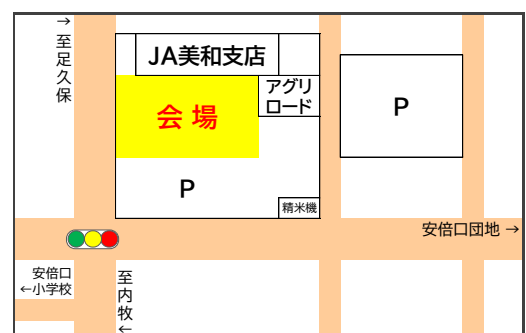 →
至足久保
JA美和支店
アグリ
ロード
会場
P
P
精米機
安倍口団地 →
安倍口
←小学校
至内牧
←